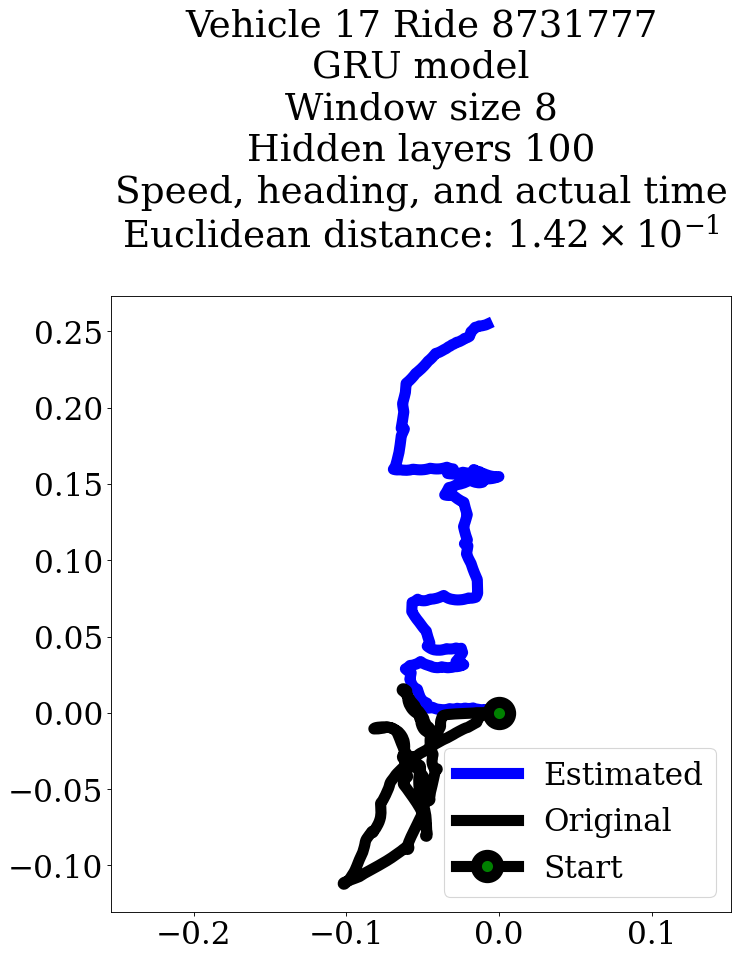 Vehicle 17 Ride 8731777
GRU model
Window size 8
Hidden layers 100
Speed, heading, and actual time
Euclidean distance: 1.42 × 10⁻¹
0.25
0.20
0.15
0.10
0.05
0.00
−0.05
−0.10
Estimated
Original
Start
−0.2 −0.1 0.0 0.1